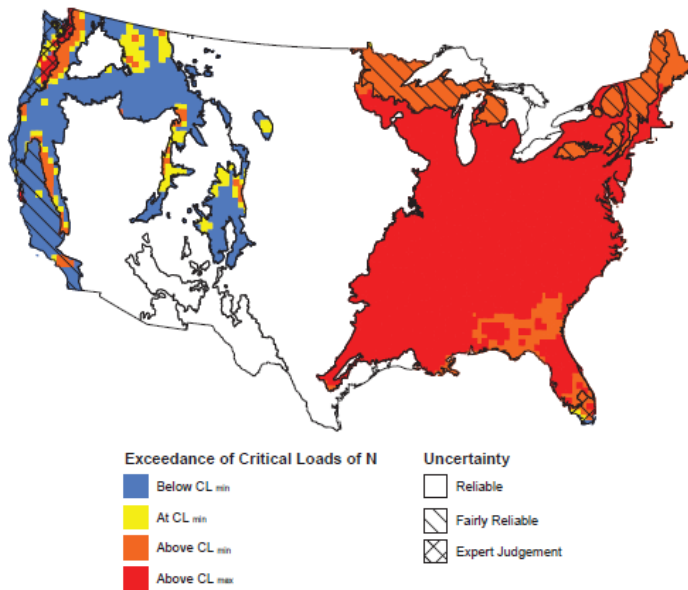 Exceedance of Critical Loads of N
Below CL min
At CL min
Above CL min
Above CL max
Uncertainty
Reliable
Fairly Reliable
Expert Judgement